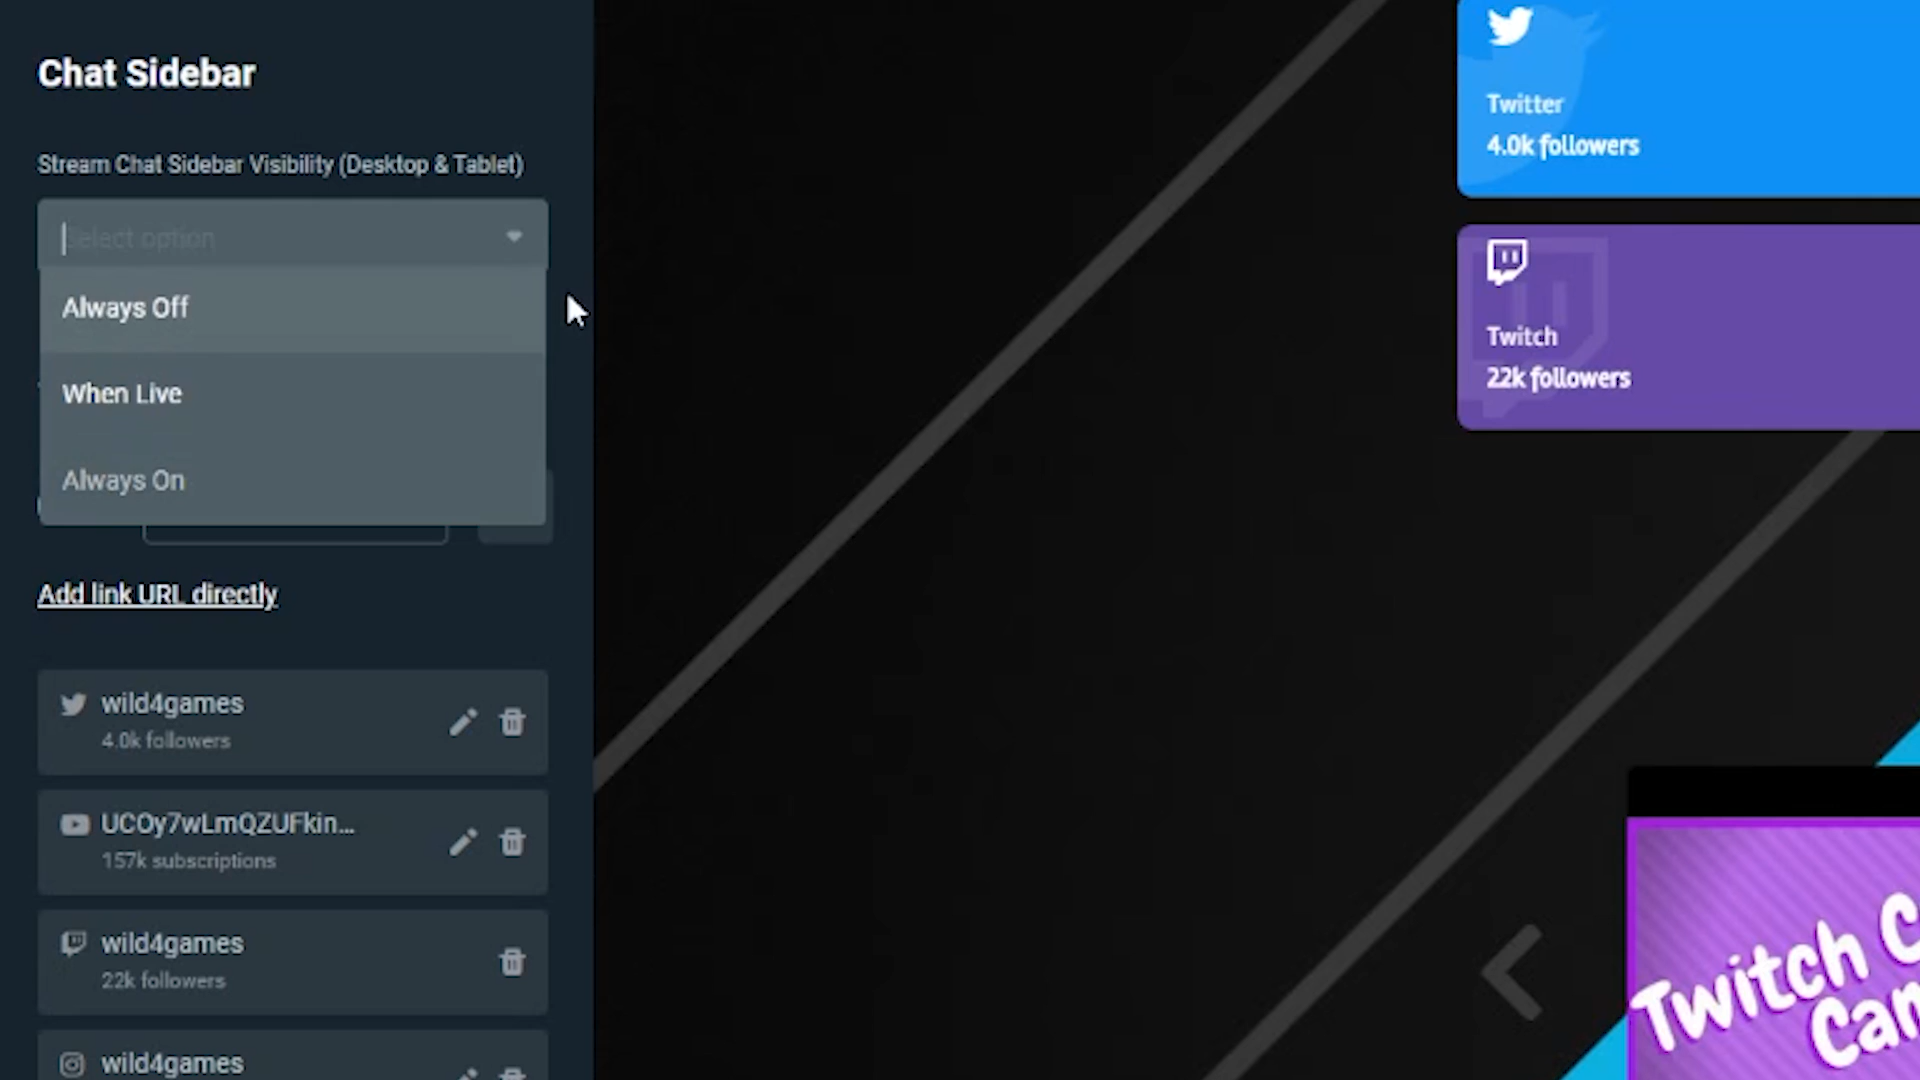 Chat Sidebar
Stream Chat Sidebar Visibility (Desktop & Tablet)
Select option
Always Off
When Live
Always On
Add link URL directly
wild4games
4.0k followers
UCOy7wLmQZUFkin...
157k subscriptions
wild4games
22k followers
wild4games
Twitter
4.0k followers
Twitch
22k followers
Twitch